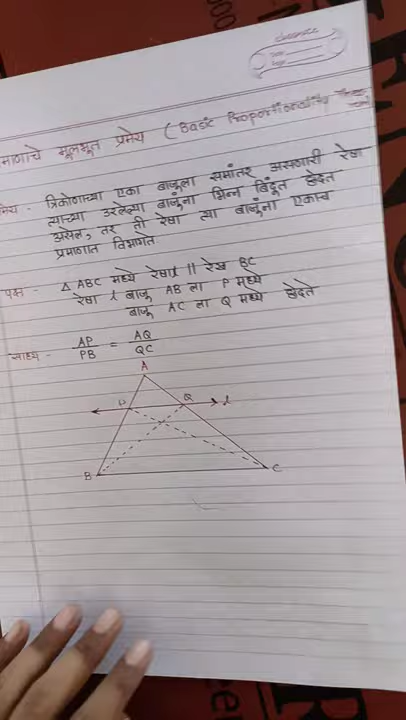 प्रमाणाचे मूलभूत प्रमेय (Basic Proportionality
प्रमेय - त्रिकोणाच्या एका बाजूला समांतर असणारी रेषा
त्याच्या उरलेल्या बाजूंना भिन्न बिंदूत छेदत
असेल, तर ती रेषा त्या बाजूंना एकाच
प्रमाणात विभागते
पक्ष - △ ABC मध्ये रेषा l || रेख BC
रेषा l बाजू AB ला P मध्ये
बाजू AC ला Q मध्ये छेदते
साध्य - AP/PB = AQ/QC
A
P Q l
B C